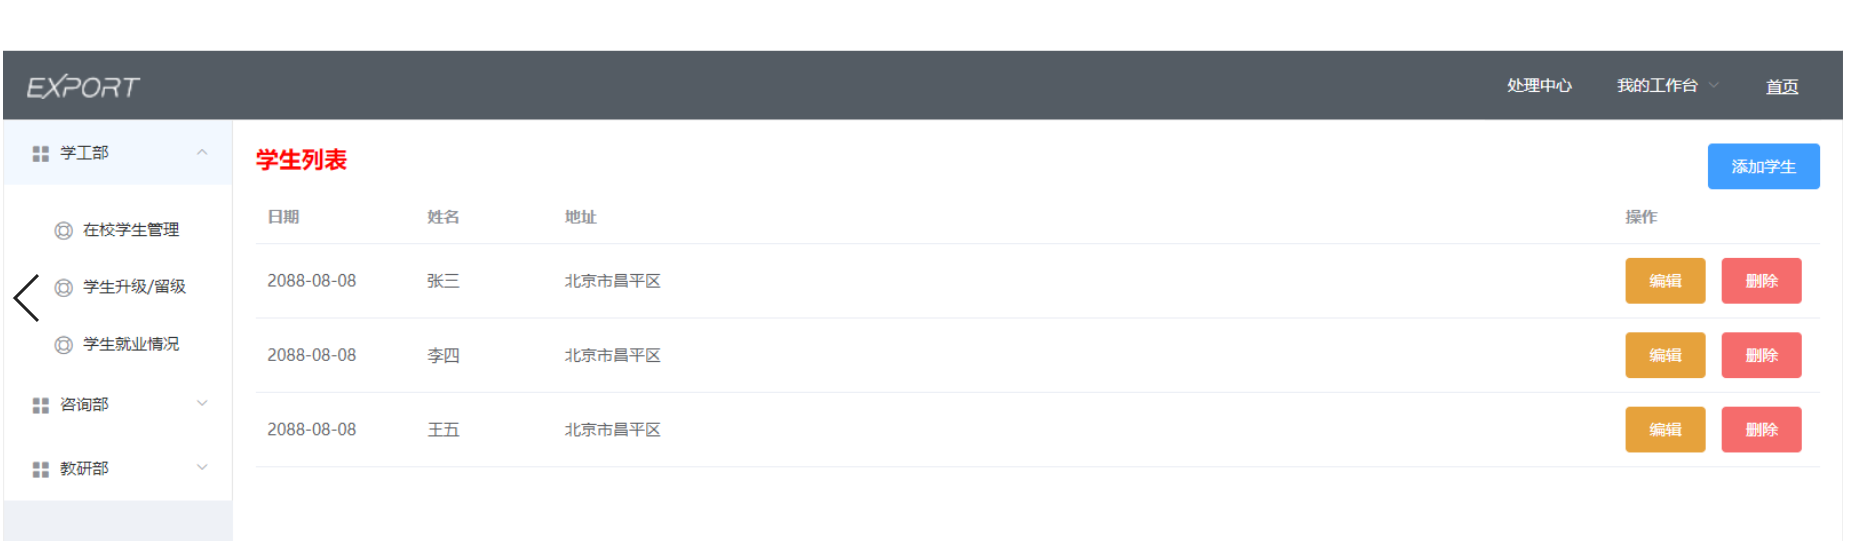 EXPORT
处理中心 我的工作台 首页
学工部
在校学生管理
学生升级/留级
学生就业情况
咨询部
教研部
学生列表
添加学生
日期 姓名 地址 操作
2088-08-08 张三 北京市昌平区 编辑 删除
2088-08-08 李四 北京市昌平区 编辑 删除
2088-08-08 王五 北京市昌平区 编辑 删除